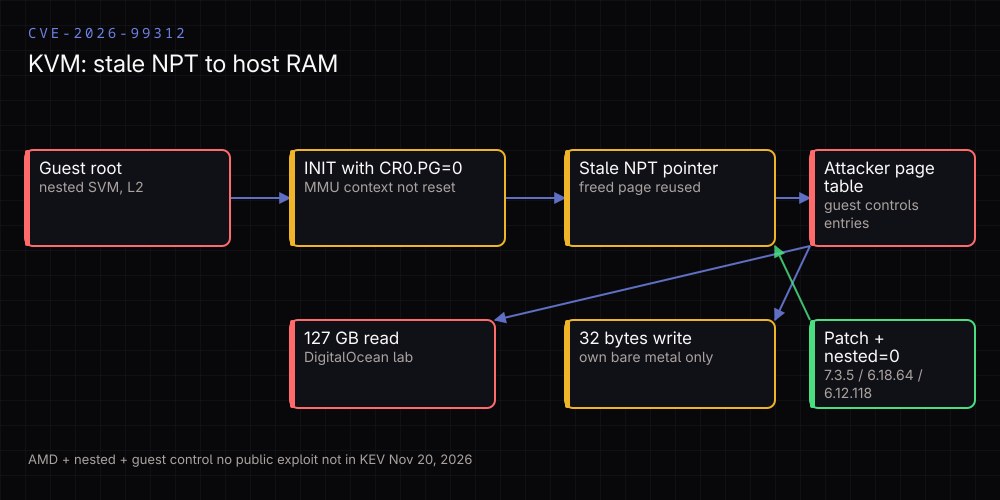 CVE-2026-99312
KVM: stale NPT to host RAM
Guest root
nested SVM, L2
INIT with CR0.PG=0
MMU context not reset
Stale NPT pointer
freed page reused
Attacker page
table
guest controls
entries
127 GB read
DigitalOcean lab
32 bytes write
own bare metal only
Patch +
nested=0
7.3.5 / 6.18.64 /
6.12.118
AMD + nested + guest control no public exploit not in KEV Nov 20, 2026